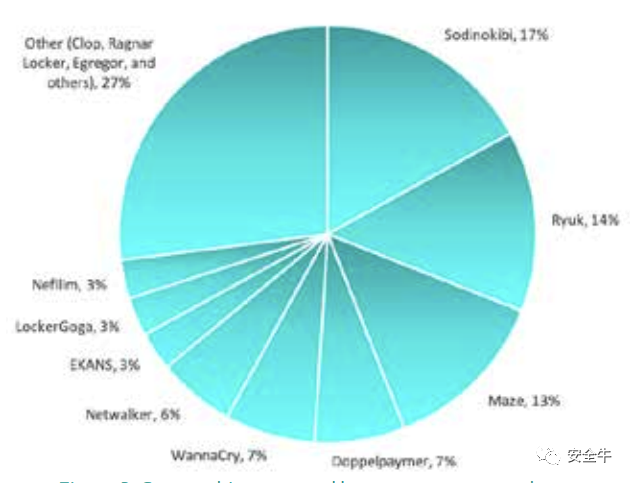 Sodinokibi, 17%
Other (Clop, Ragnar
Locker, Egregor, and
others), 27%
Ryuk, 14%
Nefilim, 3%
LockerGoga, 3%
EKANS, 3%
Maze, 13%
Netwalker, 6%
WannaCry, 7%
Doppelpaymer, 7%
安全牛